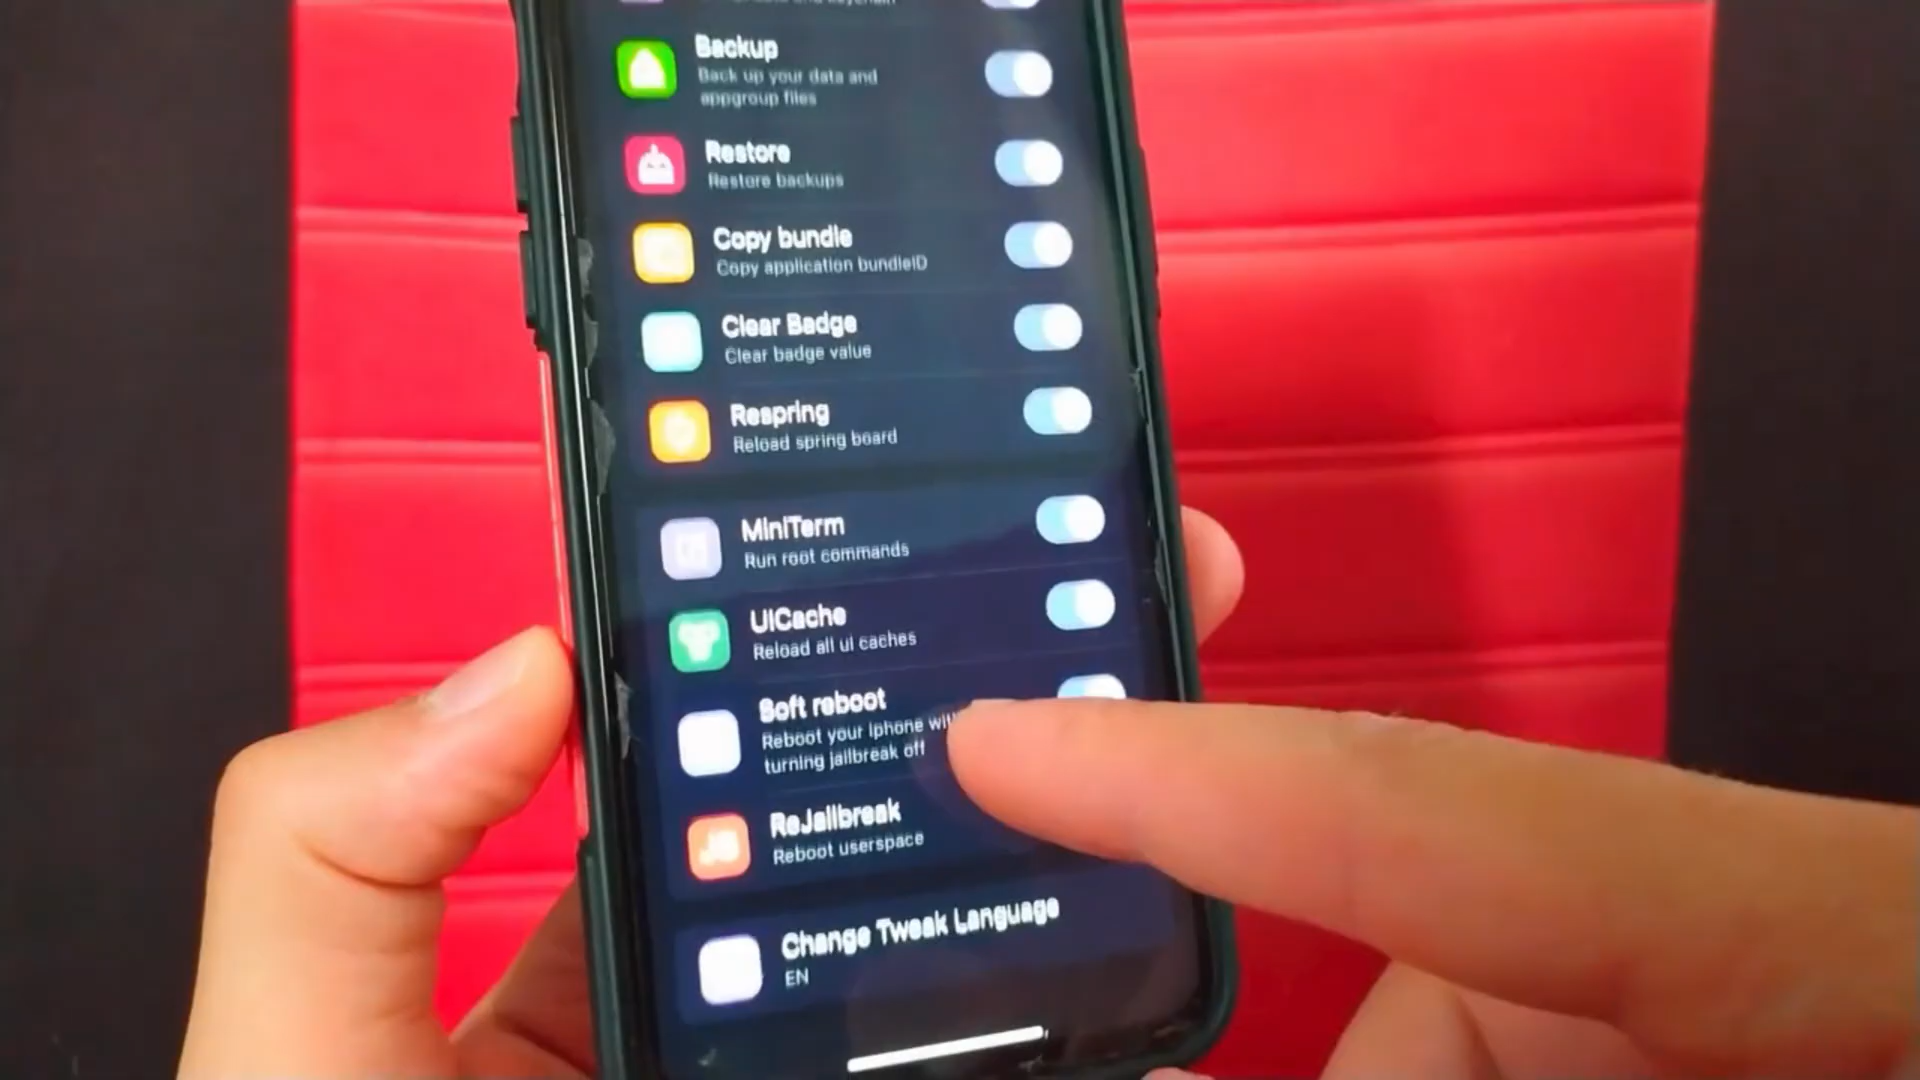 and keychain
Backup
Back up your data and
appgroup files
Restore
Restore backups
Copy bundle
Copy application bundleID
Clear Badge
Clear badge value
Respring
Reload spring board
MiniTerm
Run root commands
UICache
Reload all ui caches
Soft reboot
Reboot your iphone
turning jailbreak off
ReJailbreak
Reboot userspace
Change Tweak Language
EN